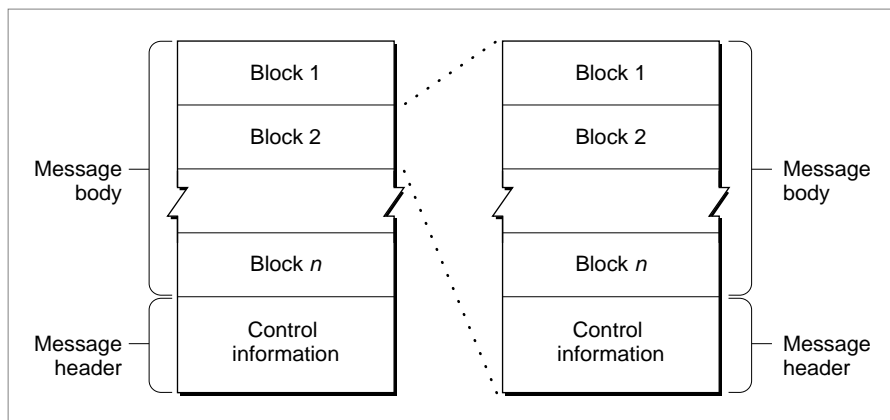 Block 1
Block 2
Block n
Control
information
Message
body
Message
header
Block 1
Block 2
Block n
Control
information
Message
body
Message
header